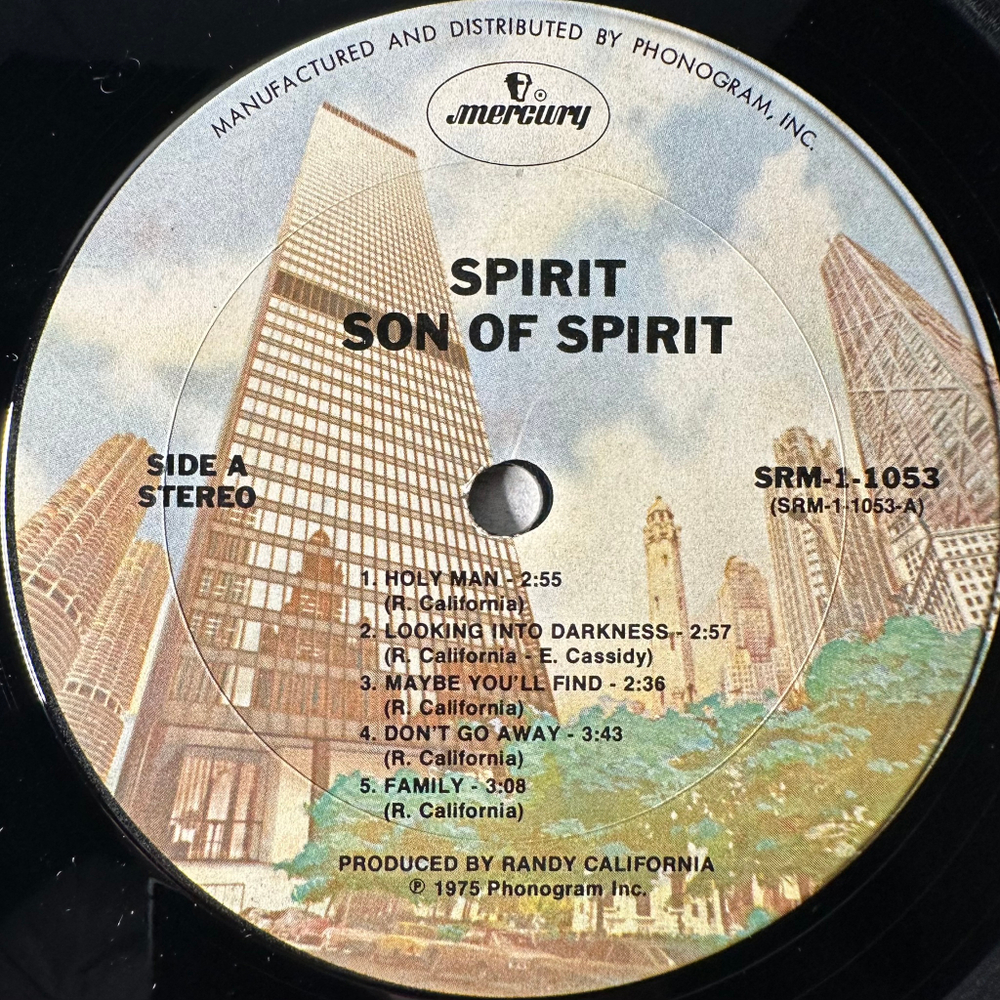 MANUFACTURED AND DISTRIBUTED BY PHONOGRAM, INC.
mercury ®
SPIRIT
SON OF SPIRIT
SIDE A
STEREO
SRM-1-1053
(SRM-1-1053-A)
1. HOLY MAN - 2:55
(R. California)
2. LOOKING INTO DARKNESS - 2:57
(R. California - E. Cassidy)
3. MAYBE YOU'LL FIND - 2:36
(R. California)
4. DON'T GO AWAY - 3:43
(R. California)
5. FAMILY - 3:08
(R. California)
PRODUCED BY RANDY CALIFORNIA
℗ 1975 Phonogram Inc.